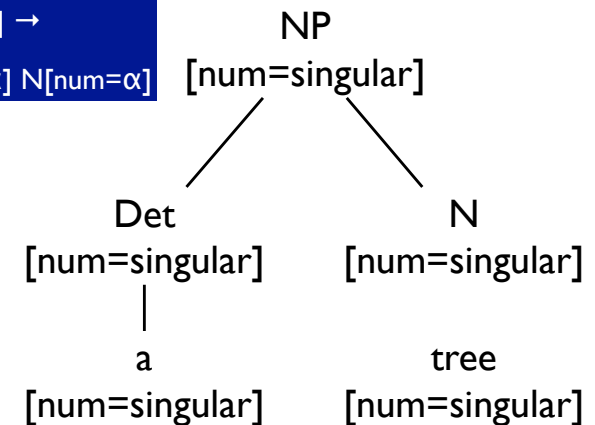 ] →
] N[num=α]
NP
[num=singular]
Det N
[num=singular] [num=singular]
a tree
[num=singular] [num=singular]